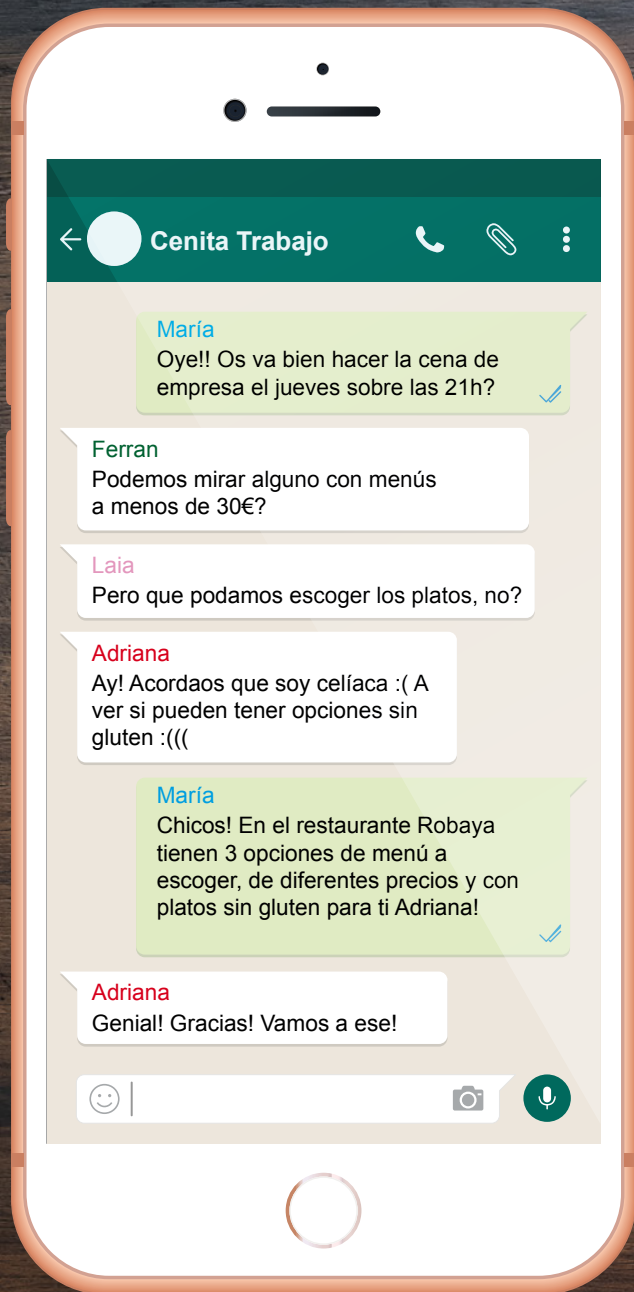 Cenita Trabajo
María
Oye!! Os va bien hacer la cena de
empresa el jueves sobre las 21h?
Ferran
Podemos mirar alguno con menús
a menos de 30€?
Laia
Pero que podamos escoger los platos, no?
Adriana
Ay! Acordaos que soy celíaca :( A
ver si pueden tener opciones sin
gluten :(((
María
Chicos! En el restaurante Robaya
tienen 3 opciones de menú a
escoger, de diferentes precios y con
platos sin gluten para ti Adriana!
Adriana
Genial! Gracias! Vamos a ese!